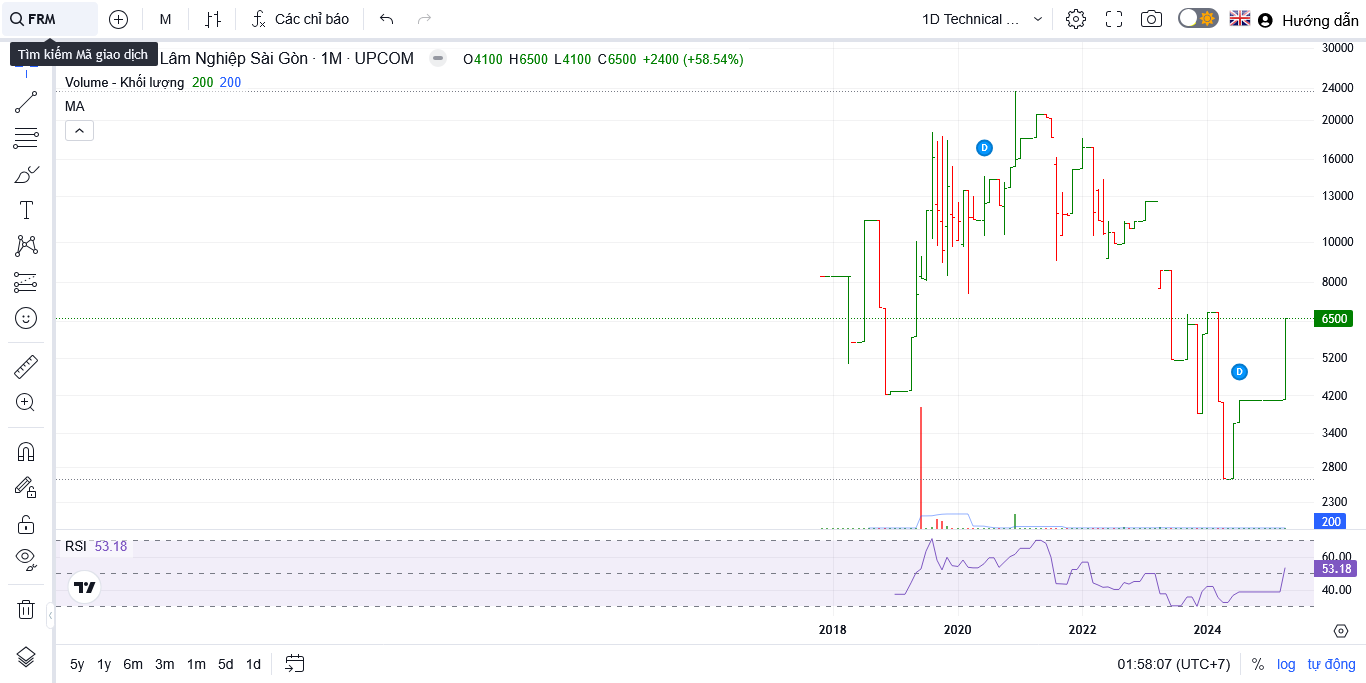 FRM
M
Các chỉ báo
1D Technical ...
Hướng dẫn
Tìm kiếm Mã giao dịch
Lâm Nghiệp Sài Gòn · 1M · UPCOM
O4100 H6500 L4100 C6500 +2400 (+58.54%)
Volume - Khối lượng 200 200
MA
30000
24000
20000
16000
13000
10000
8000
6500
5200
4200
3400
2800
2300
200
D
D
RSI 53.18
60.00
53.18
40.00
2018 2020 2022 2024
5y 1y 6m 3m 1m 5d 1d
01:58:07 (UTC+7) % log tự động